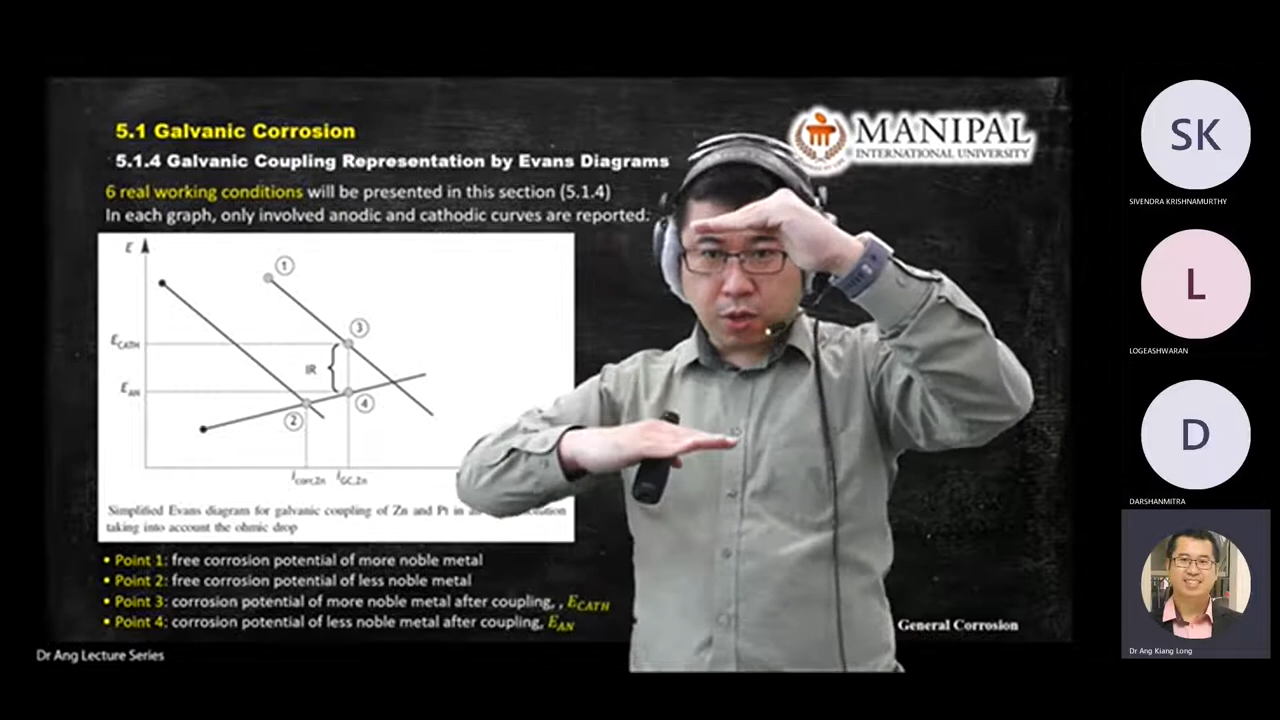 5.1 Galvanic Corrosion
5.1.4 Galvanic Coupling Representation by Evans Diagrams
6 real working conditions will be presented in this section (5.1.4)
In each graph, only involved anodic and cathodic curves are reported.
MANIPAL
INTERNATIONAL UNIVERSITY
E
1
3
E_CATH
IR
E_AN
4
2
i_corr,Zn i_GC,Zn
Simplified Evans diagram for galvanic coupling of Zn and Pt in
taking into account the ohmic drop
• Point 1: free corrosion potential of more noble metal
• Point 2: free corrosion potential of less noble metal
• Point 3: corrosion potential of more noble metal after coupling, , E_CATH
• Point 4: corrosion potential of less noble metal after coupling, E_AN
General Corrosion
Dr Ang Lecture Series
SK
SIVENDRA KRISHNAMURTHY
L
LOGEASHWARAN
D
DARSHANMITRA
Dr Ang Kiang Long